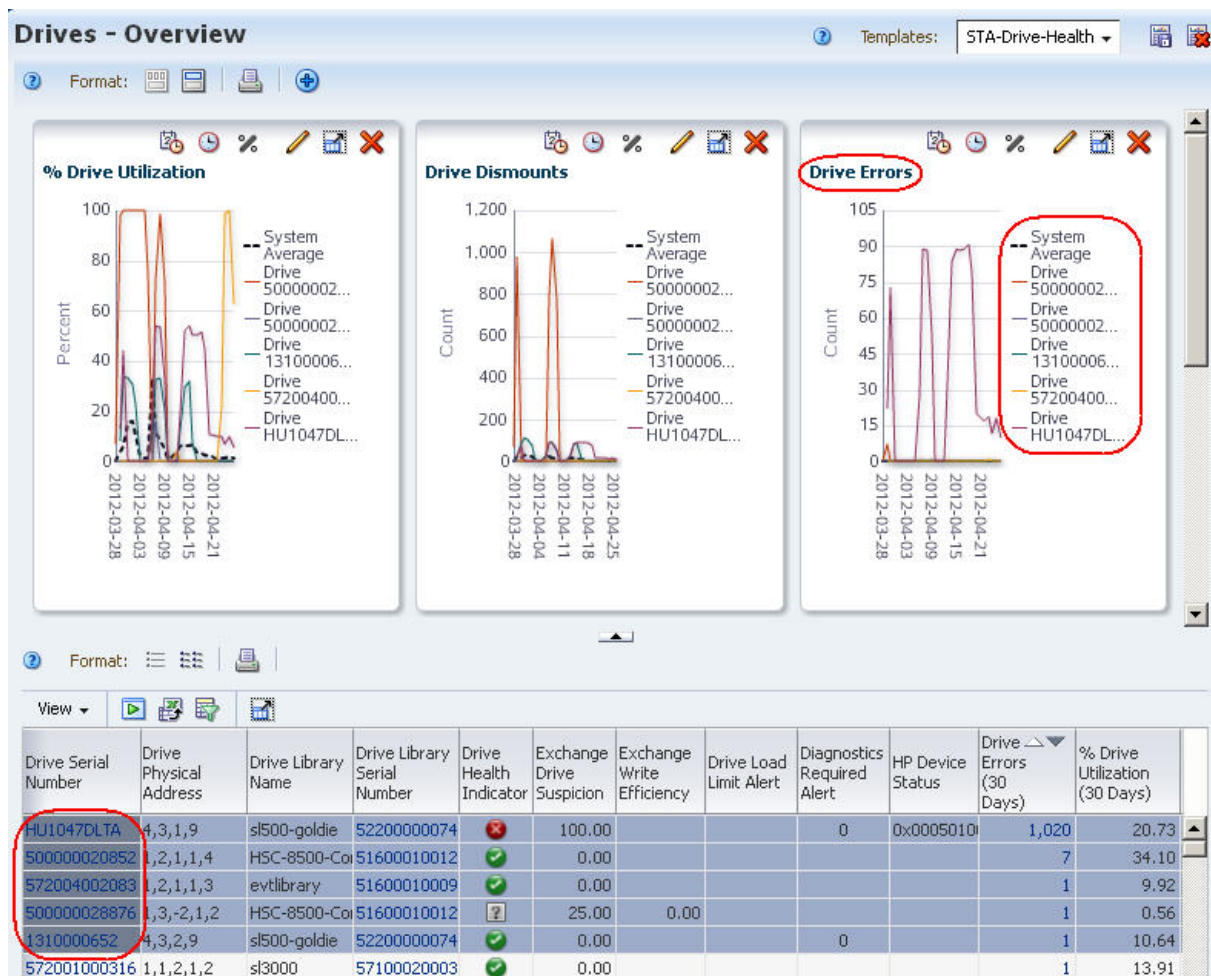 Drives - Overview
Templates: STA-Drive-Health
Format:
% Drive Utilization
100
80
60
40
20
0
Percent
2012-03-28
2012-04-03
2012-04-09
2012-04-15
2012-04-21
System
Average
Drive
50000002...
Drive
50000002...
Drive
13100006...
Drive
57200400...
Drive
HU1047DL...
Drive Dismounts
1,200
1.000
800
600
400
200
0
Count
2012-03-28
2012-04-04
2012-04-11
2012-04-18
2012-04-25
System
Average
Drive
50000002...
Drive
50000002...
Drive
13100006...
Drive
57200400...
Drive
HU1047DL...
Drive Errors
105
90
75
60
45
30
15
0
Count
2012-03-28
2012-04-03
2012-04-09
2012-04-15
2012-04-21
System
Average
Drive
50000002...
Drive
50000002...
Drive
13100006...
Drive
57200400...
Drive
HU1047DL...
Format:
View
Drive Serial Number Drive Physical Address Drive Library Name Drive Library Serial Number Drive Health Indicator Exchange Drive Suspicion Exchange Write Efficiency Drive Load Limit Alert Diagnostics Required Alert HP Device Status Drive Errors (30 Days) % Drive Utilization (30 Days)
HU1047DLTA 4,3,1,9 sl500-goldie 52200000074 100.00 0 0x0005010 1,020 20.73
500000020852 1,2,1,1,4 HSC-8500-Co 51600010012 0.00 7 34.10
572004002083 1,2,1,1,3 evtlibrary 51600010009 0.00 1 9.92
500000028876 1,3,-2,1,2 HSC-8500-Co 51600010012 ? 25.00 0.00 1 0.56
1310000652 4,3,2,9 sl500-goldie 52200000074 0.00 0 1 10.64
572001000316 1,1,2,1,2 sl3000 57100020003 0.00 1 13.91